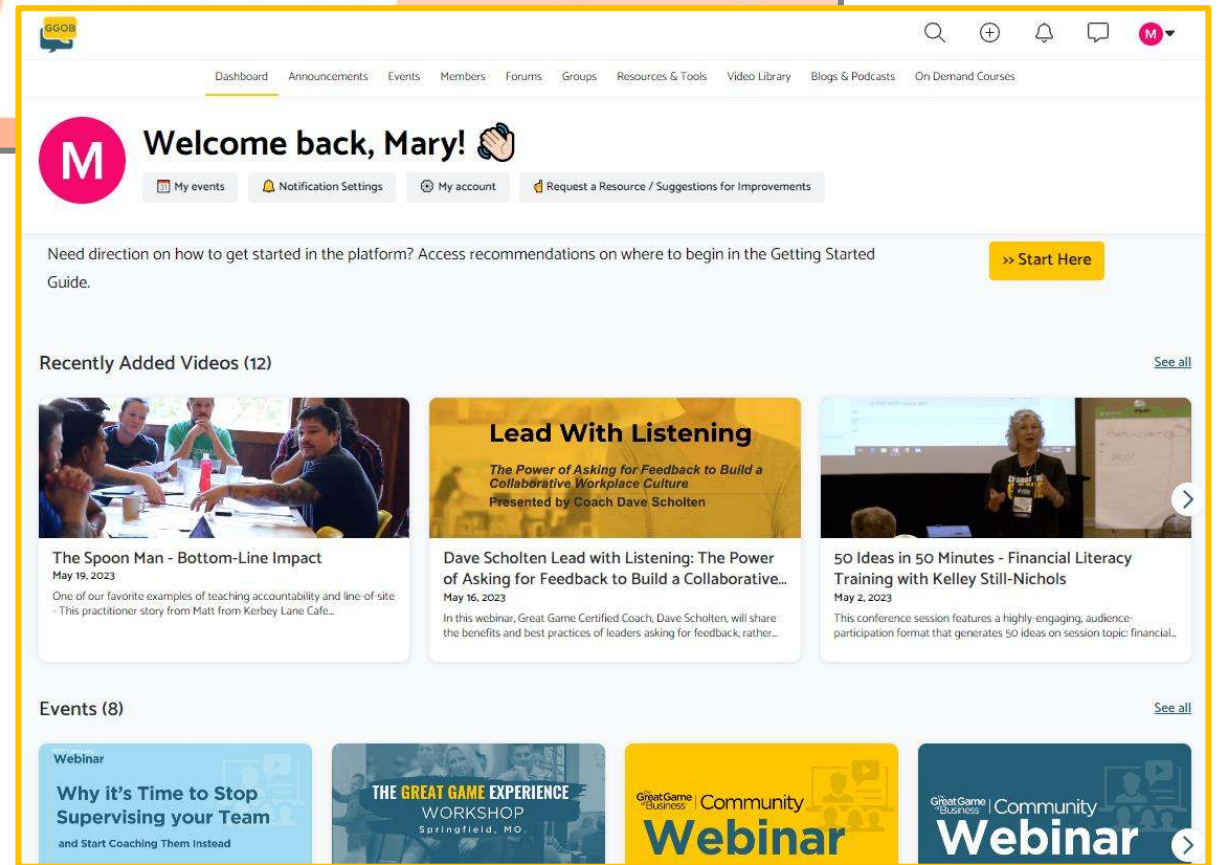 GGOB
M
Dashboard Announcements Events Members Forums Groups Resources & Tools Video Library Blogs & Podcasts On Demand Courses
M
Welcome back, Mary!
My events Notification Settings My account Request a Resource / Suggestions for Improvements
Need direction on how to get started in the platform? Access recommendations on where to begin in the Getting Started
Guide.
>> Start Here
Recently Added Videos (12)
See all
Lead With Listening
The Power of Asking for Feedback to Build a
Collaborative Workplace Culture
Presented by Coach Dave Scholten
The Spoon Man - Bottom-Line Impact
May 19, 2023
One of our favorite examples of teaching accountability and line-of-site
- This practitioner story from Matt from Kerbey Lane Cafe...
Dave Scholten Lead with Listening: The Power
of Asking for Feedback to Build a Collaborative...
May 16, 2023
In this webinar, Great Game Certified Coach, Dave Scholten, will share
the benefits and best practices of leaders asking for feedback, rather...
50 Ideas in 50 Minutes - Financial Literacy
Training with Kelley Still-Nichols
May 2, 2023
This conference session features a highly-engaging, audience-
participation format that generates 50 ideas on session topic: financial...
Events (8)
See all
Webinar
Why it's Time to Stop
Supervising your Team
and Start Coaching Them Instead
THE GREAT GAME EXPERIENCE
WORKSHOP
Springfield, MO.
The Great Game of Business | Community
Webinar
The Great Game of Business | Community
Webinar